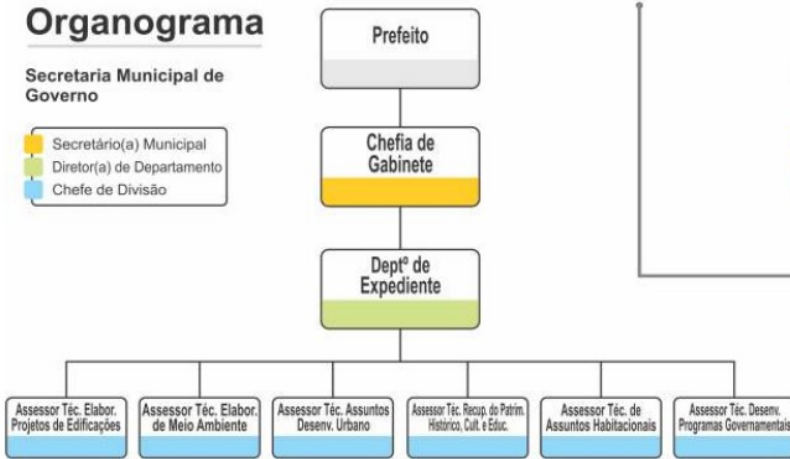 Organograma
Secretaria Municipal de
Governo
Secretário(a) Municipal
Diretor(a) de Departamento
Chefe de Divisão
Prefeito
Chefia de
Gabinete
Deptº de
Expediente
Assessor Téc. Elabor.
Projetos de Edificações
Assessor Téc. Elabor.
de Meio Ambiente
Assessor Téc. Assuntos
Desenv. Urbano
Assessor Téc. Recup. do Patrim.
Histórico, Cult. e Educ.
Assessor Téc. de
Assuntos Habitacionais
Assessor Téc. Desenv.
Programas Governamentais